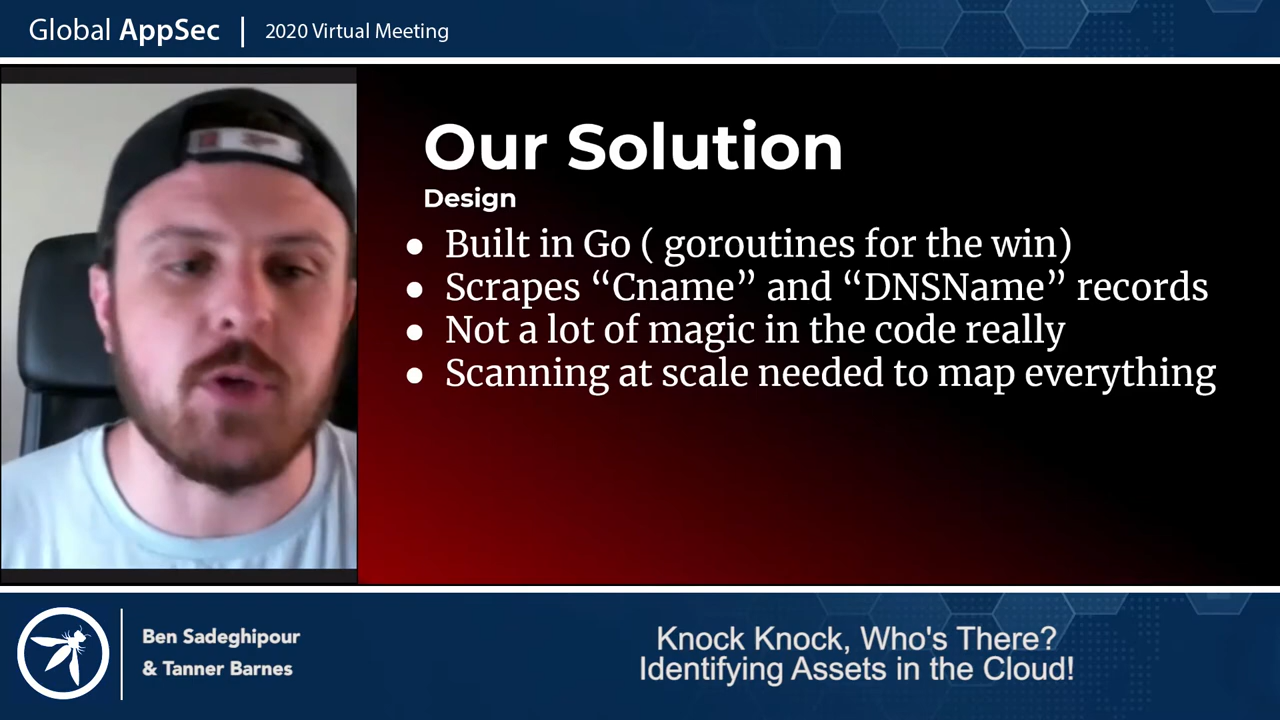 Global AppSec | 2020 Virtual Meeting
Our Solution
Design
● Built in Go ( goroutines for the win)
● Scrapes “Cname” and “DNSName” records
● Not a lot of magic in the code really
● Scanning at scale needed to map everything
Ben Sadeghipour
& Tanner Barnes
Knock Knock, Who's There?
Identifying Assets in the Cloud!